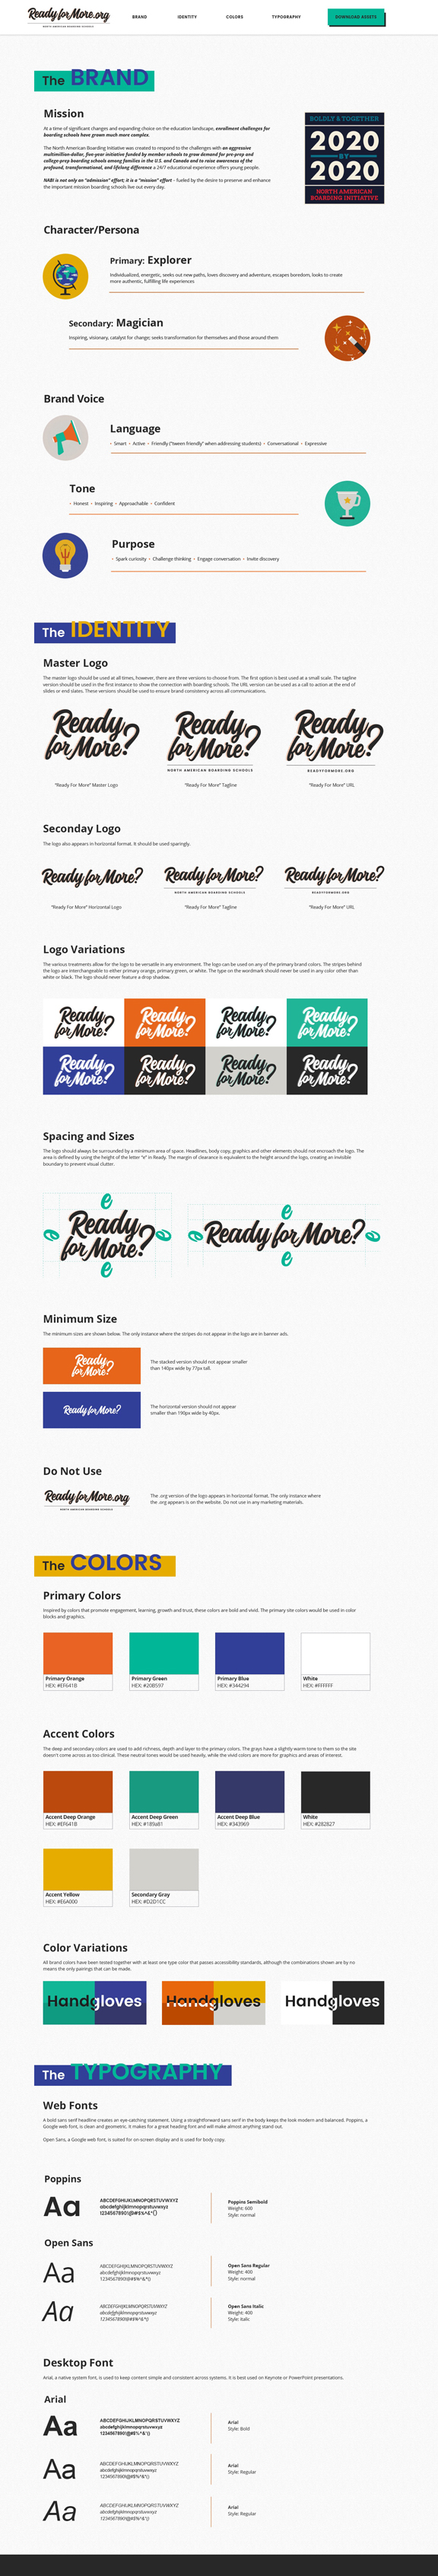 Ready for More.org
NORTH AMERICAN BOARDING SCHOOLS
BRAND
IDENTITY
COLORS
TYPOGRAPHY
DOWNLOAD ASSETS
The BRAND
Mission
At a time of significant changes and expanding choice on the education landscape, enrollment challenges for
boarding schools have grown much more complex.
The North American Boarding Initiative was created to respond to the challenges with an aggressive
multimillion-dollar, five-year initiative funded by member schools to grow demand for pre-prep and
college-prep boarding schools among families in the U.S. and Canada and to raise awareness of the
profound, transformational, and lifelong difference a 24/7 educational experience offers young people.
NABI is not only an "admission" effort; it is a "mission" effort – fueled by the desire to preserve and enhance
the important mission boarding schools live out every day.
BOLDLY & TOGETHER
2020
BY
2020
NORTH AMERICAN
BOARDING INITIATIVE
Character/Persona
Primary: Explorer
Individualized, energetic, seeks out new paths, loves discovery and adventure, escapes boredom, looks to create
more authentic, fulfilling life experiences
Secondary: Magician
Inspiring, visionary, catalyst for change; seeks transformation for themselves and those around them
Brand Voice
Language
• Smart • Active • Friendly ("tween friendly" when addressing students) • Conversational • Expressive
Tone
• Honest • Inspiring • Approachable • Confident
Purpose
• Spark curiosity • Challenge thinking • Engage conversation • Invite discovery
The IDENTITY
Master Logo
The master logo should be used at all times, however, there are three versions to choose from. The first option is best used at a small scale. The tagline
version should be used in the first instance to show the connection with boarding schools. The URL version can be used as a call to action at the end of
slides or end slates. These versions should be used to ensure brand consistency across all communications.
Ready for More?
Ready for More?
NORTH AMERICAN BOARDING SCHOOLS
Ready for More?
READYFORMORE.ORG
"Ready For More" Master Logo
"Ready For More" Tagline
"Ready For More" URL
Seconday Logo
The logo also appears in horizontal format. It should be used sparingly.
Ready for More?
Ready for More?
NORTH AMERICAN BOARDING SCHOOLS
Ready for More?
READYFORMORE.ORG
"Ready For More" Horizontal Logo
"Ready For More" Tagline
"Ready For More" URL
Logo Variations
The various treatments allow for the logo to be versatile in any environment. The logo can be used on any of the primary brand colors. The stripes behind
the logo are interchangeable to either primary orange, primary green, or white. The type on the wordmark should never be used in any color other than
white or black. The logo should never feature a drop shadow.
Ready for More?
Ready for More?
Ready for More?
Ready for More?
Ready for More?
Ready for More?
Ready for More?
Ready for More?
Spacing and Sizes
The logo should always be surrounded by a minimum area of space. Headlines, body copy, graphics and other elements should not encroach the logo. The
area is defined by using the height of the letter "e" in Ready. The margin of clearance is equivalent to the height around the logo, creating an invisible
boundary to prevent visual clutter.
e
e Ready for More? e
e
e
e Ready for More? e
e
Minimum Size
The minimum sizes are shown below. The only instance where the stripes do not appear in the logo are in banner ads.
Ready for More?
The stacked version should not appear smaller
than 140px wide by 77px tall.
Ready for More?
The horizontal version should not appear
smaller than 190px wide by 40px.
Do Not Use
Ready for More.org
NORTH AMERICAN BOARDING SCHOOLS
The .org version of the logo appears in horizontal format. The only instance where
the .org appears is on the website. Do not use in any marketing materials.
The COLORS
Primary Colors
Inspired by colors that promote engagement, learning, growth and trust, these colors are bold and vivid. The primary site colors would be used in color
blocks and graphics.
Primary Orange
HEX: #EF641B
Primary Green
HEX: #20B597
Primary Blue
HEX: #344294
White
HEX: #FFFFFF
Accent Colors
The deep and secondary colors are used to add richness, depth and layer to the primary colors. The grays have a slightly warm tone to them so the site
doesn't come across as too clinical. These neutral tones would be used heavily, while the vivid colors are more for graphics and areas of interest.
Accent Deep Orange
HEX: #EF641B
Accent Deep Green
HEX: #189a81
Accent Deep Blue
HEX: #343969
White
HEX: #282827
Accent Yellow
HEX: #E6A000
Secondary Gray
HEX: #D2D1CC
Color Variations
All brand colors have been tested together with at least one type color that passes accessibility standards, although the combinations shown are by no
means the only pairings that can be made.
Handgloves
Handgloves
Handgloves
The TYPOGRAPHY
Web Fonts
A bold sans serif headline creates an eye-catching statement. Using a straightforward sans serif in the body keeps the look modern and balanced. Poppins, a
Google web font, is clean and geometric. It makes for a great heading font and will make almost anything stand out.
Open Sans, a Google web font, is suited for on-screen display and is used for body copy.
Poppins
Aa
ABCDEFGHIJKLMNOPQRSTUVWXYZ
abcdefghijklmnopqrstuvwxyz
1234567890!@#$%^&*()
Poppins Semibold
Weight: 600
Style: normal
Open Sans
Aa
ABCDEFGHIJKLMNOPQRSTUVWXYZ
abcdefghijklmnopqrstuvwxyz
1234567890!@#$%^&*()
Open Sans Regular
Weight: 400
Style: normal
Aa
ABCDEFGHIJKLMNOPQRSTUVWXYZ
abcdefghijklmnopqrstuvwxyz
1234567890!@#$%^&*()
Open Sans Italic
Weight: 400
Style: italic
Desktop Font
Arial, a native system font, is used to keep content simple and consistent across systems. It is best used on Keynote or PowerPoint presentations.
Arial
Aa
ABCDEFGHIJKLMNOPQRSTUVWXYZ
abcdefghijklmnopqrstuvwxyz
1234567890!@#$%^&*()
Arial
Style: Bold
Aa
ABCDEFGHIJKLMNOPQRSTUVWXYZ
abcdefghijklmnopqrstuvwxyz
1234567890!@#$%^&*()
Arial
Style: Regular
Aa
ABCDEFGHIJKLMNOPQRSTUVWXYZ
abcdefghijklmnopqrstuvwxyz
1234567890!@#$%^&*()
Arial
Style: Regular